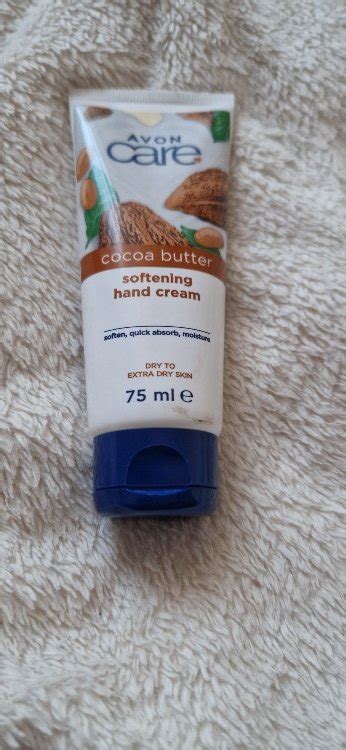 AVON
care
cocoa butter
softening
hand cream
soften, quick absorb, moisture
DRY TO
EXTRA DRY SKIN
75 ml e